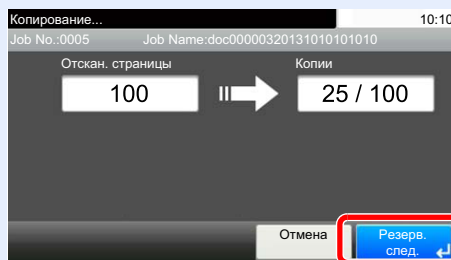 Копирование... 10:10
Job No.:0005 Job Name:doc00000320131010101010
Отскан. страницы Копии
100 25 / 100
Отмена Резерв.
след.